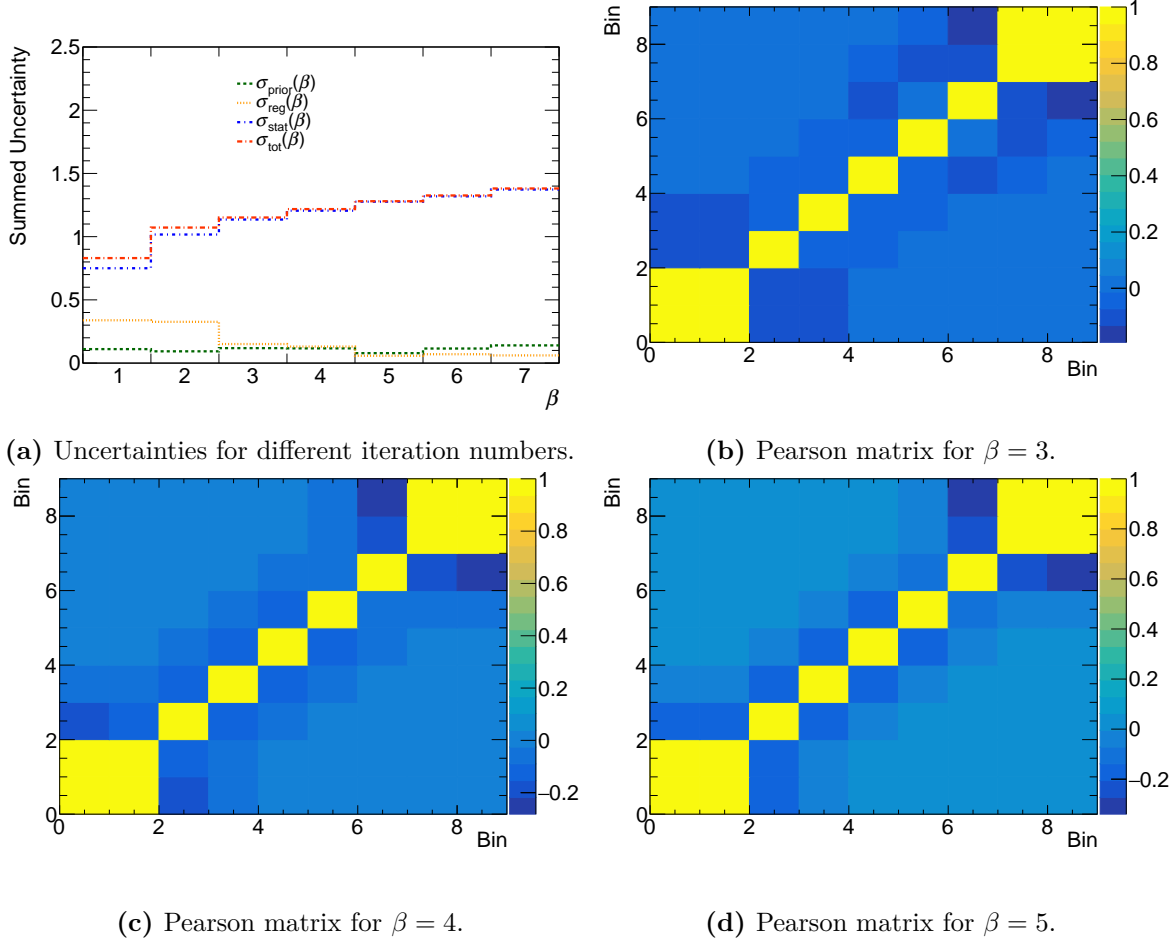 2.5
2
1.5
1
0.5
0
Summed Uncertainty
σprior(β)
σreg(β)
σstat(β)
σtot(β)
1 2 3 4 5 6 7
β
Bin
8
6
4
2
0
0 2 4 6 8
Bin
1
0.8
0.6
0.4
0.2
0
(a) Uncertainties for different iteration numbers.
(b) Pearson matrix for β = 3.
Bin
8
6
4
2
0
0 2 4 6 8
Bin
1
0.8
0.6
0.4
0.2
0
−0.2
Bin
8
6
4
2
0
0 2 4 6 8
Bin
1
0.8
0.6
0.4
0.2
0
−0.2
(c) Pearson matrix for β = 4.
(d) Pearson matrix for β = 5.